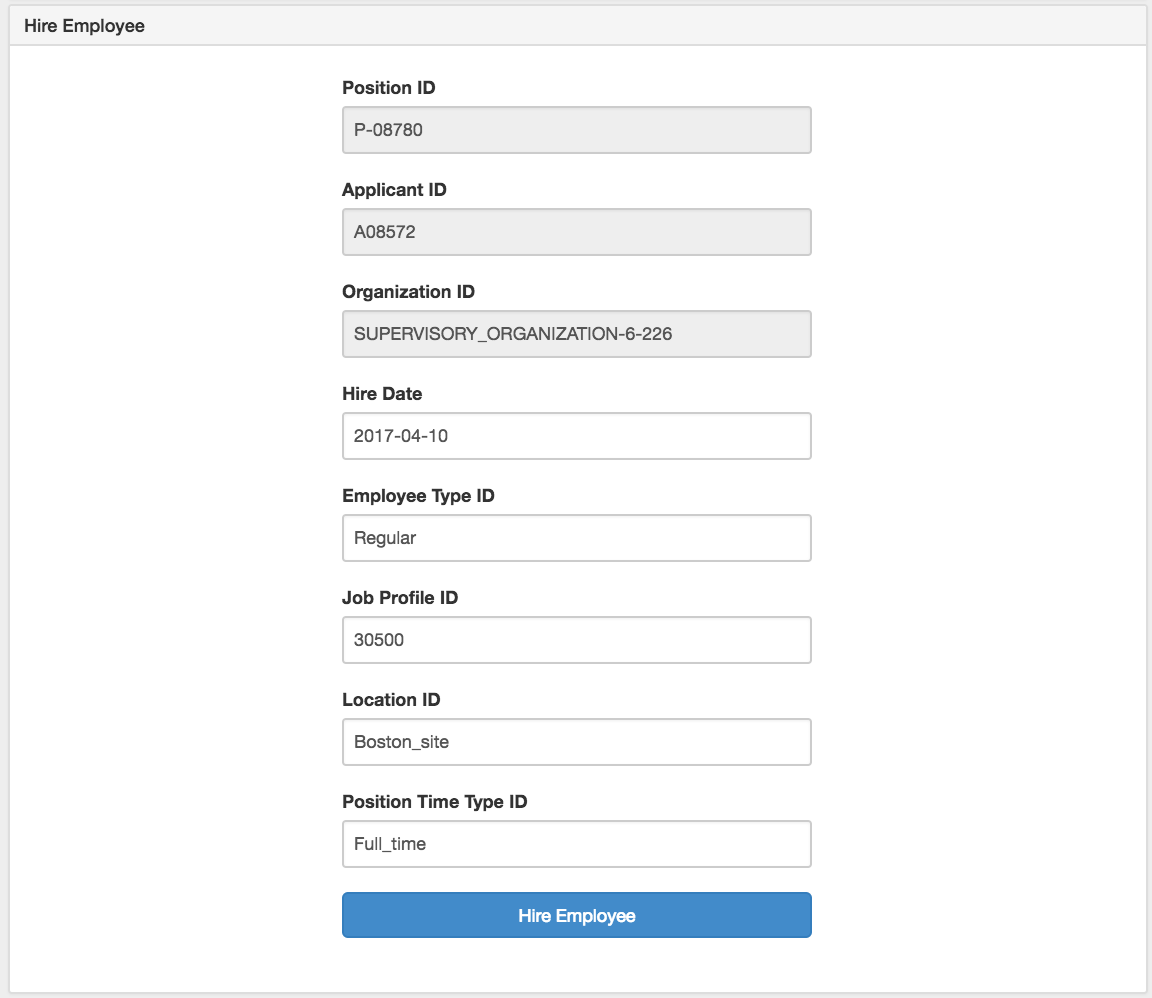 Hire Employee
Position ID
P-08780
Applicant ID
A08572
Organization ID
SUPERVISORY_ORGANIZATION-6-226
Hire Date
2017-04-10
Employee Type ID
Regular
Job Profile ID
30500
Location ID
Boston_site
Position Time Type ID
Full_time
Hire Employee